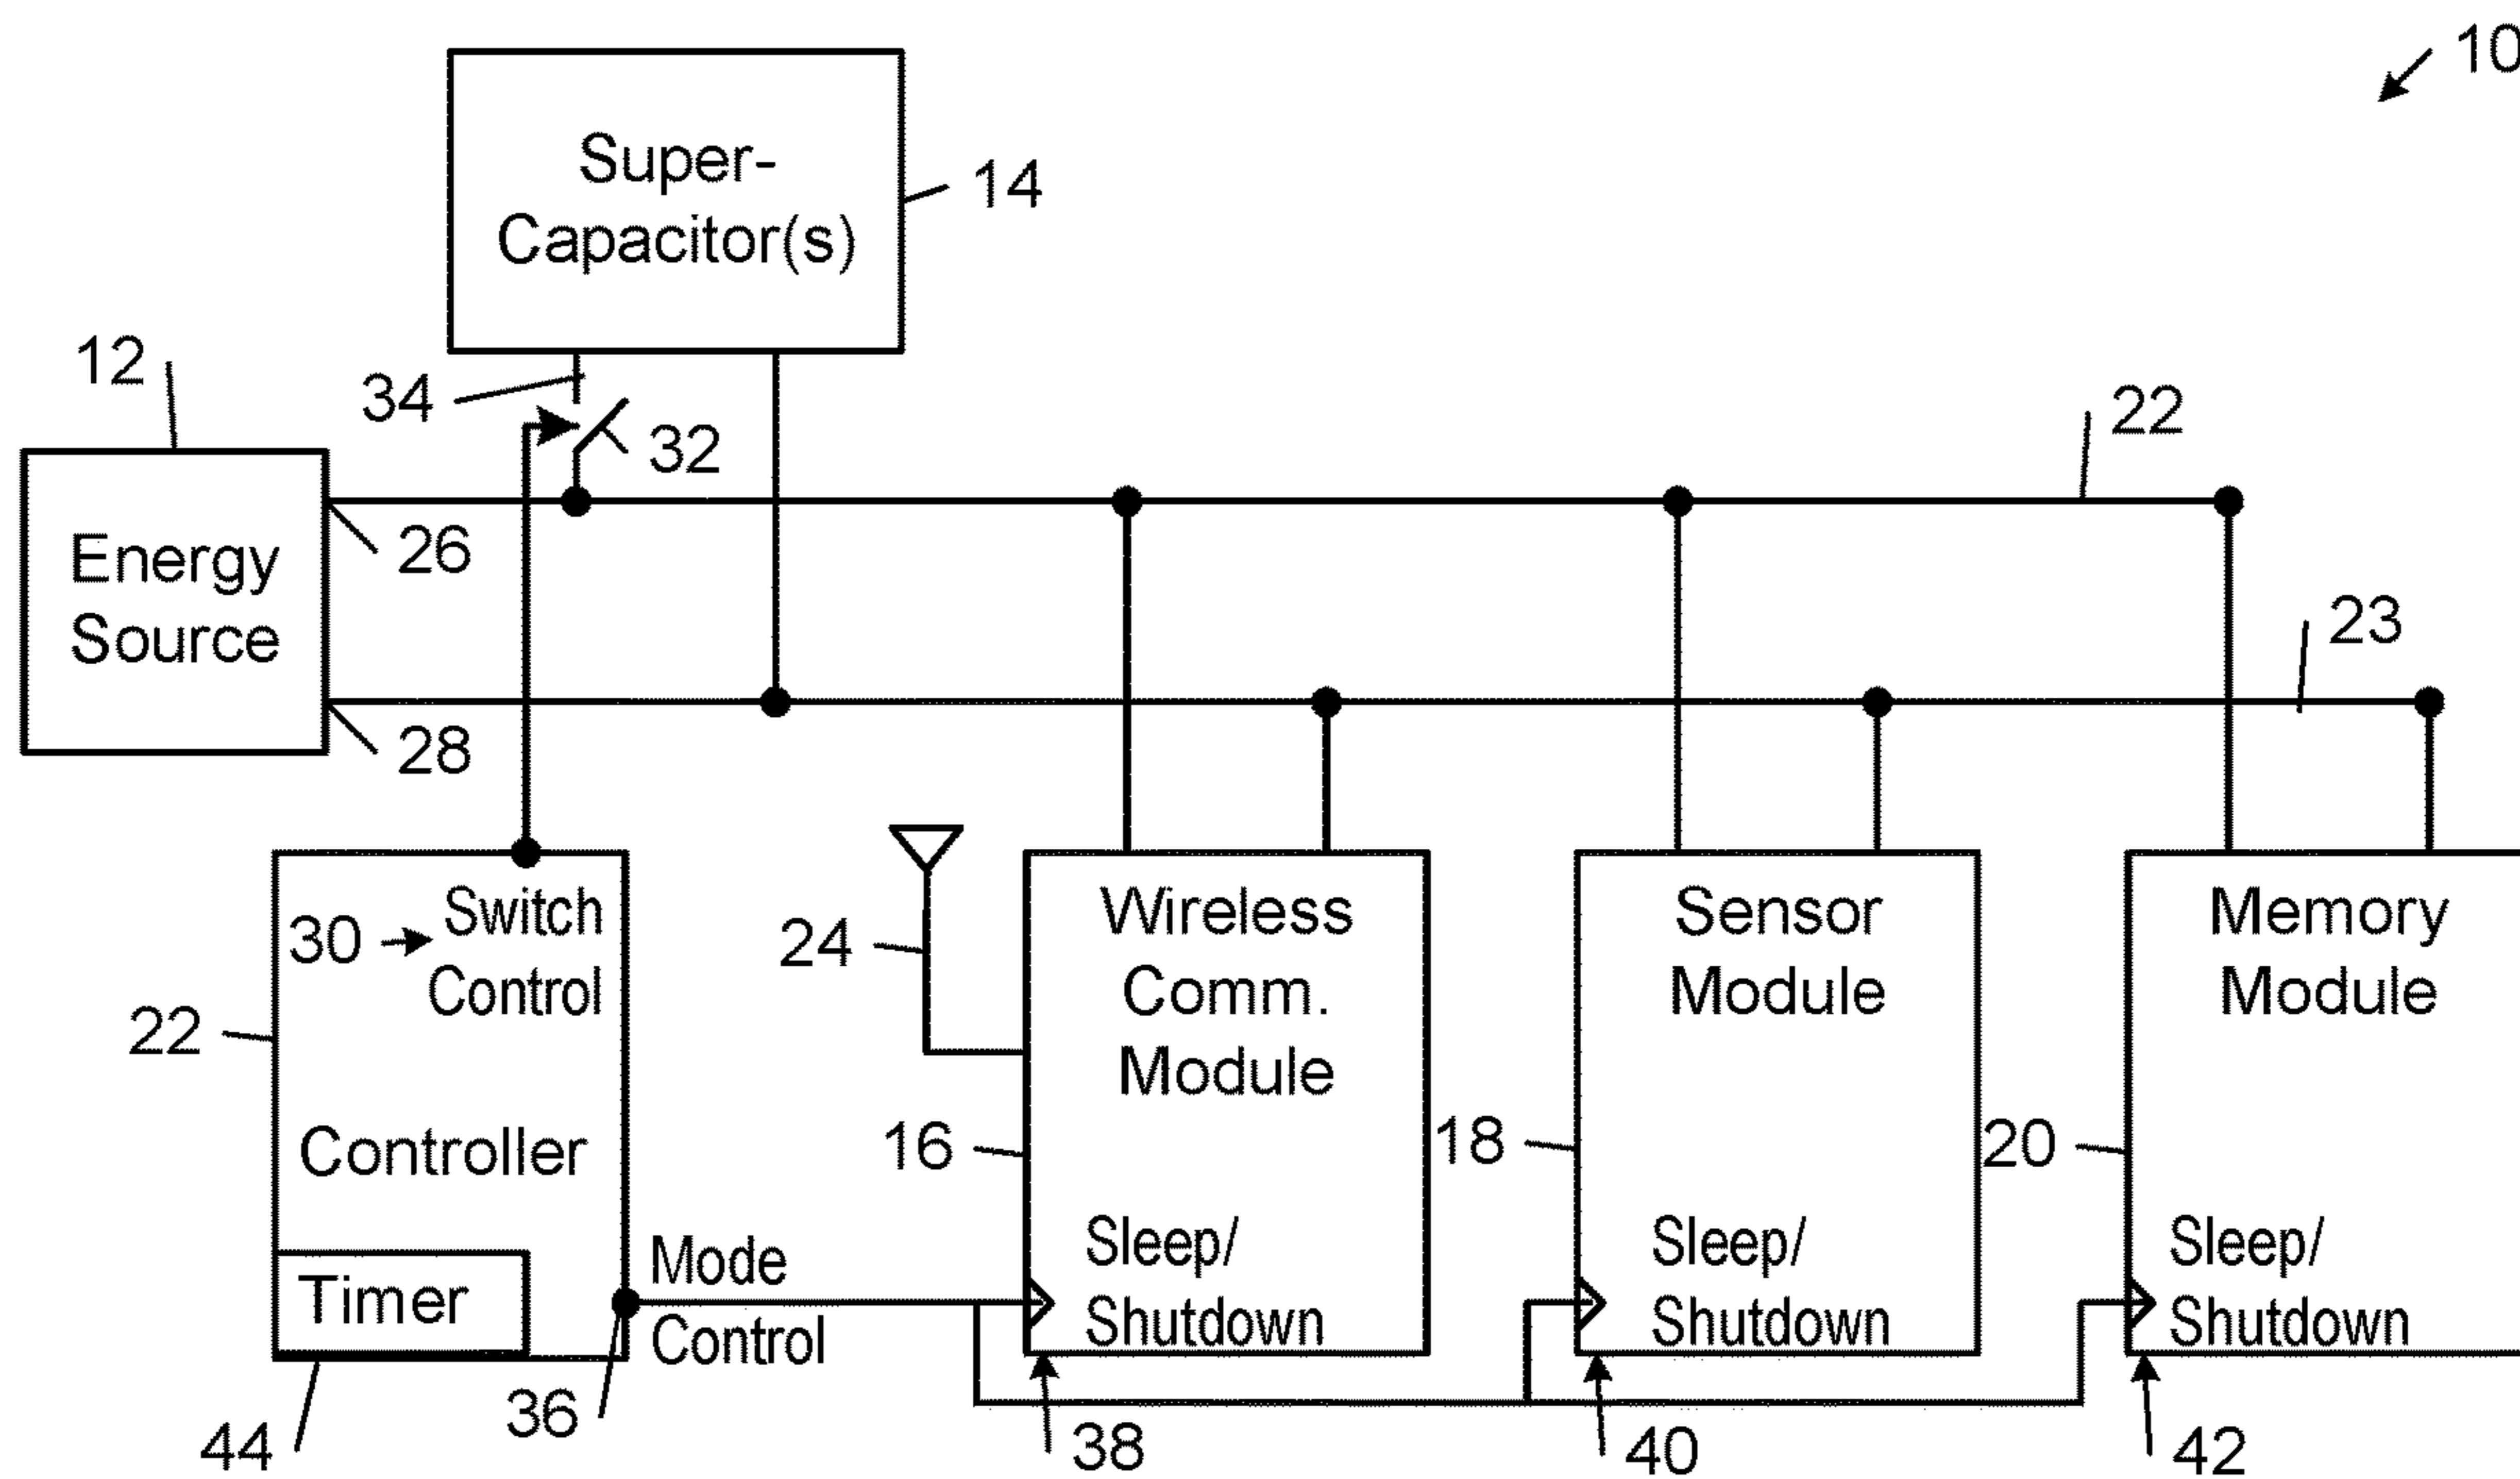 10
Super-
Capacitor(s)
14
12
34
32
22
Energy
Source
26
23
28
30
Switch
Control
22
Controller
Timer
44
Mode
Control
36
24
Wireless
Comm.
Module
16
Sleep/
Shutdown
38
Sensor
Module
18
Sleep/
Shutdown
40
Memory
Module
20
Sleep/
Shutdown
42